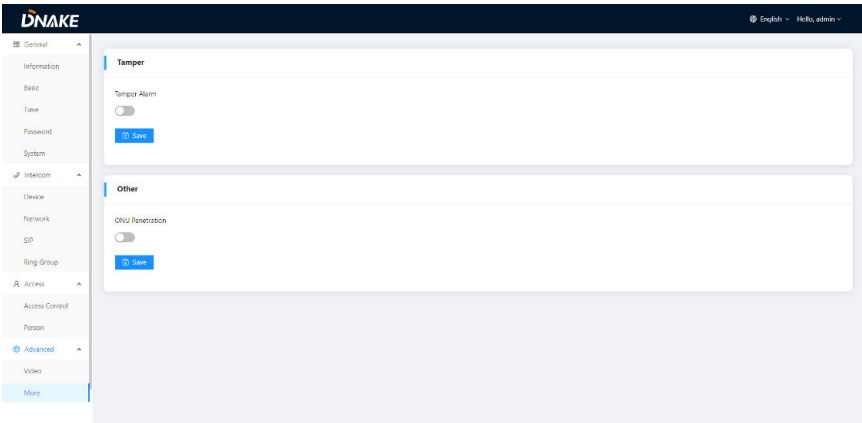 DNAKE
English
Hello, admin
General
Information
Basic
Time
Password
System
Intercom
Device
Network
SIP
Ring Group
Access
Access Control
Person
Advanced
Video
More
Tamper
Tamper Alarm
Save
Other
ONU Penetration
Save